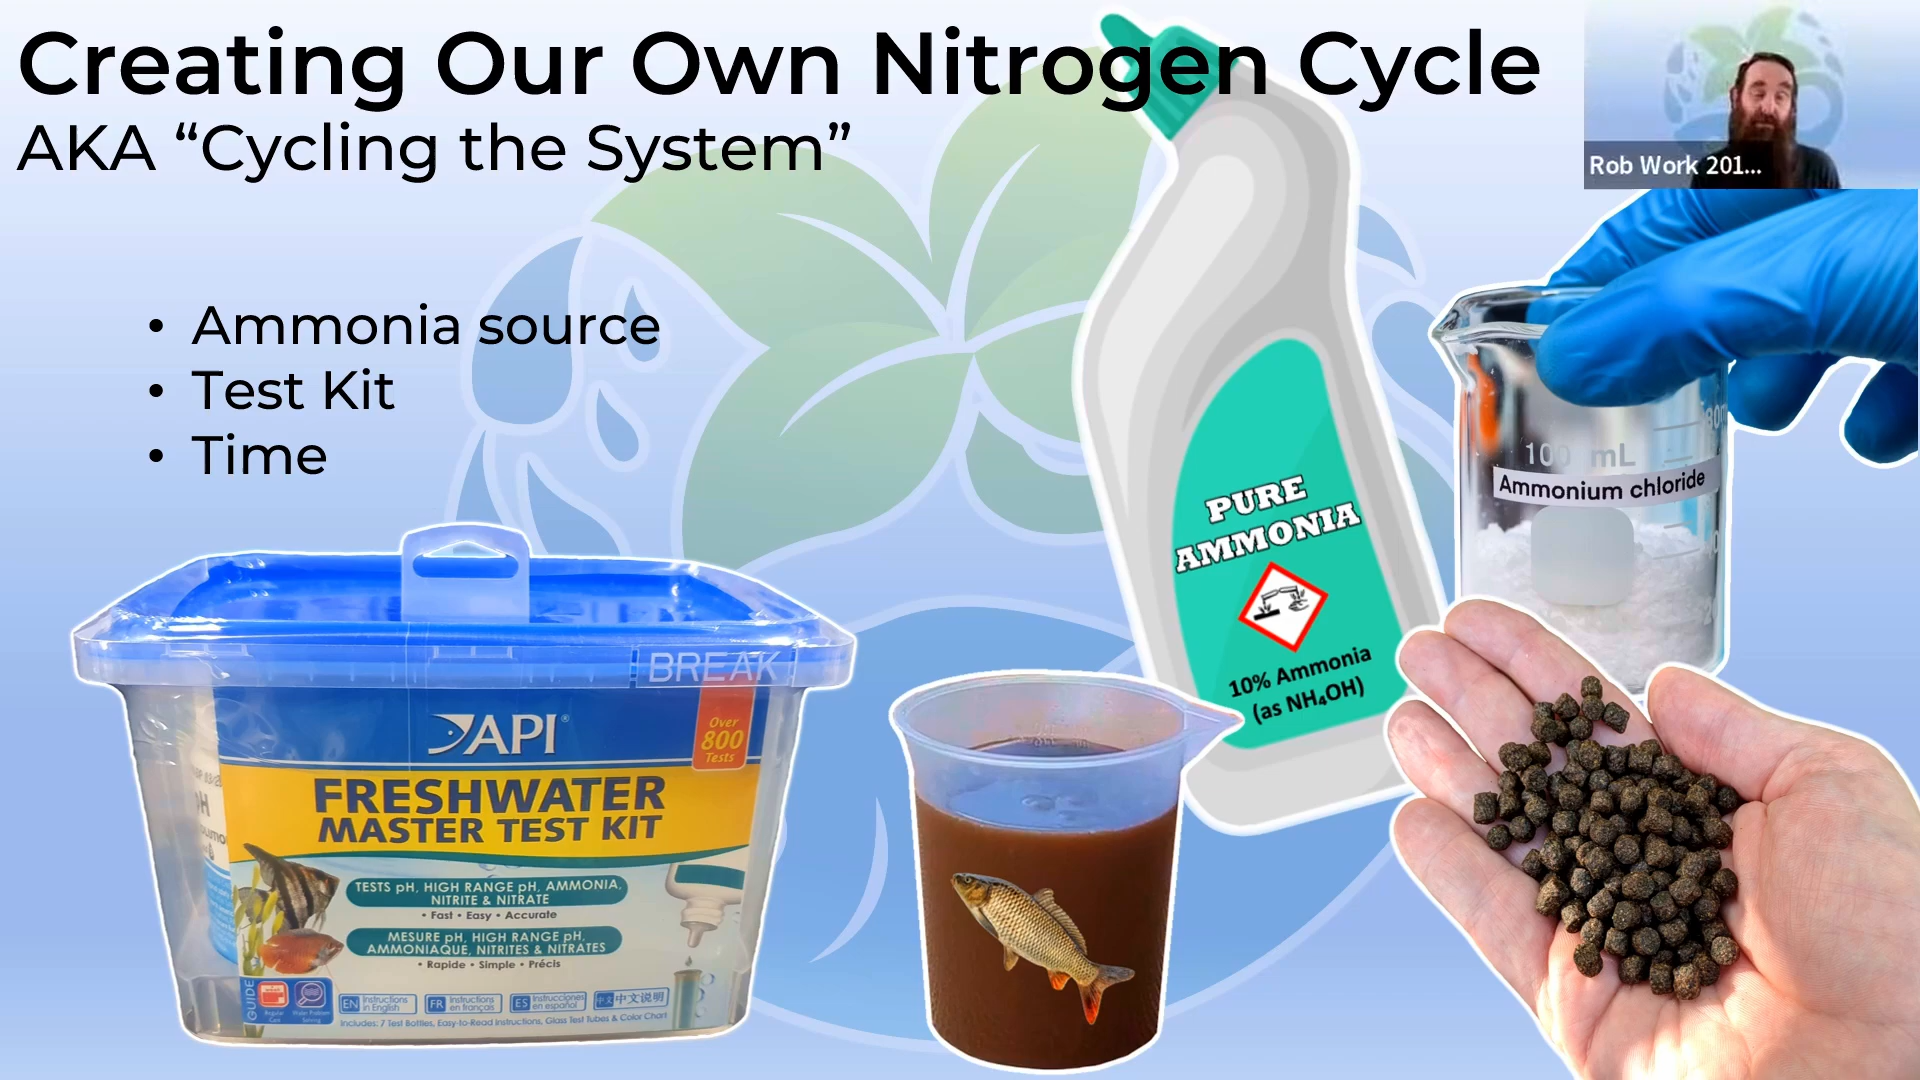 Creating Our Own Nitrogen Cycle
AKA “Cycling the System”
Rob Work 201...
• Ammonia source
• Test Kit
• Time
100 mL
Ammonium chloride
PURE
AMMONIA
10% Ammonia
(as NH₄OH)
BREAK
API®
Over
800
Tests
FRESHWATER
MASTER TEST KIT
TESTS pH, HIGH RANGE pH, AMMONIA,
NITRITE & NITRATE
• Fast • Easy • Accurate
MESURE pH, HIGH RANGE pH,
AMMONIAQUE, NITRITES & NITRATES
• Rapide • Simple • Précis
GUIDE
EN Instructions in English
FR Instructions en français
ES Instrucciones en español
中文 中文说明
Includes: 7 Test Bottles, Easy-to-Read Instructions, Glass Test Tubes & Color Chart